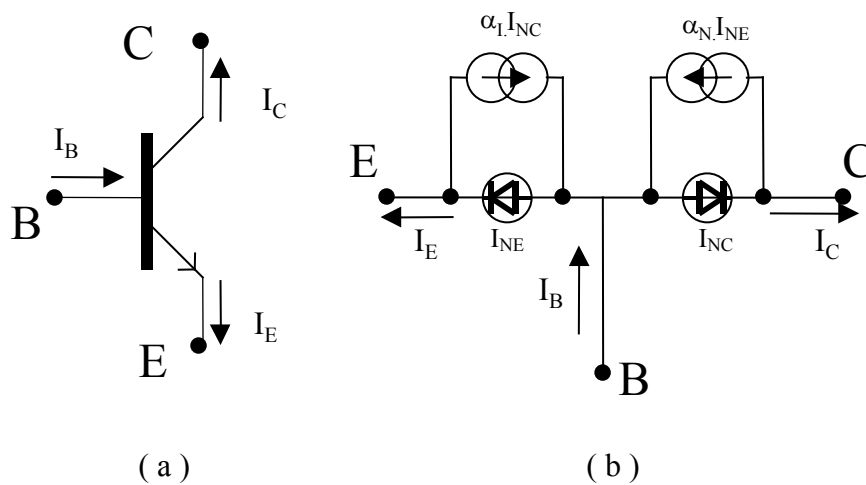 C
I_B
I_C
B
I_E
E
( a )
α_I.I_NC
α_N.I_NE
E
C
I_E
I_NE
I_NC
I_C
I_B
B
( b )